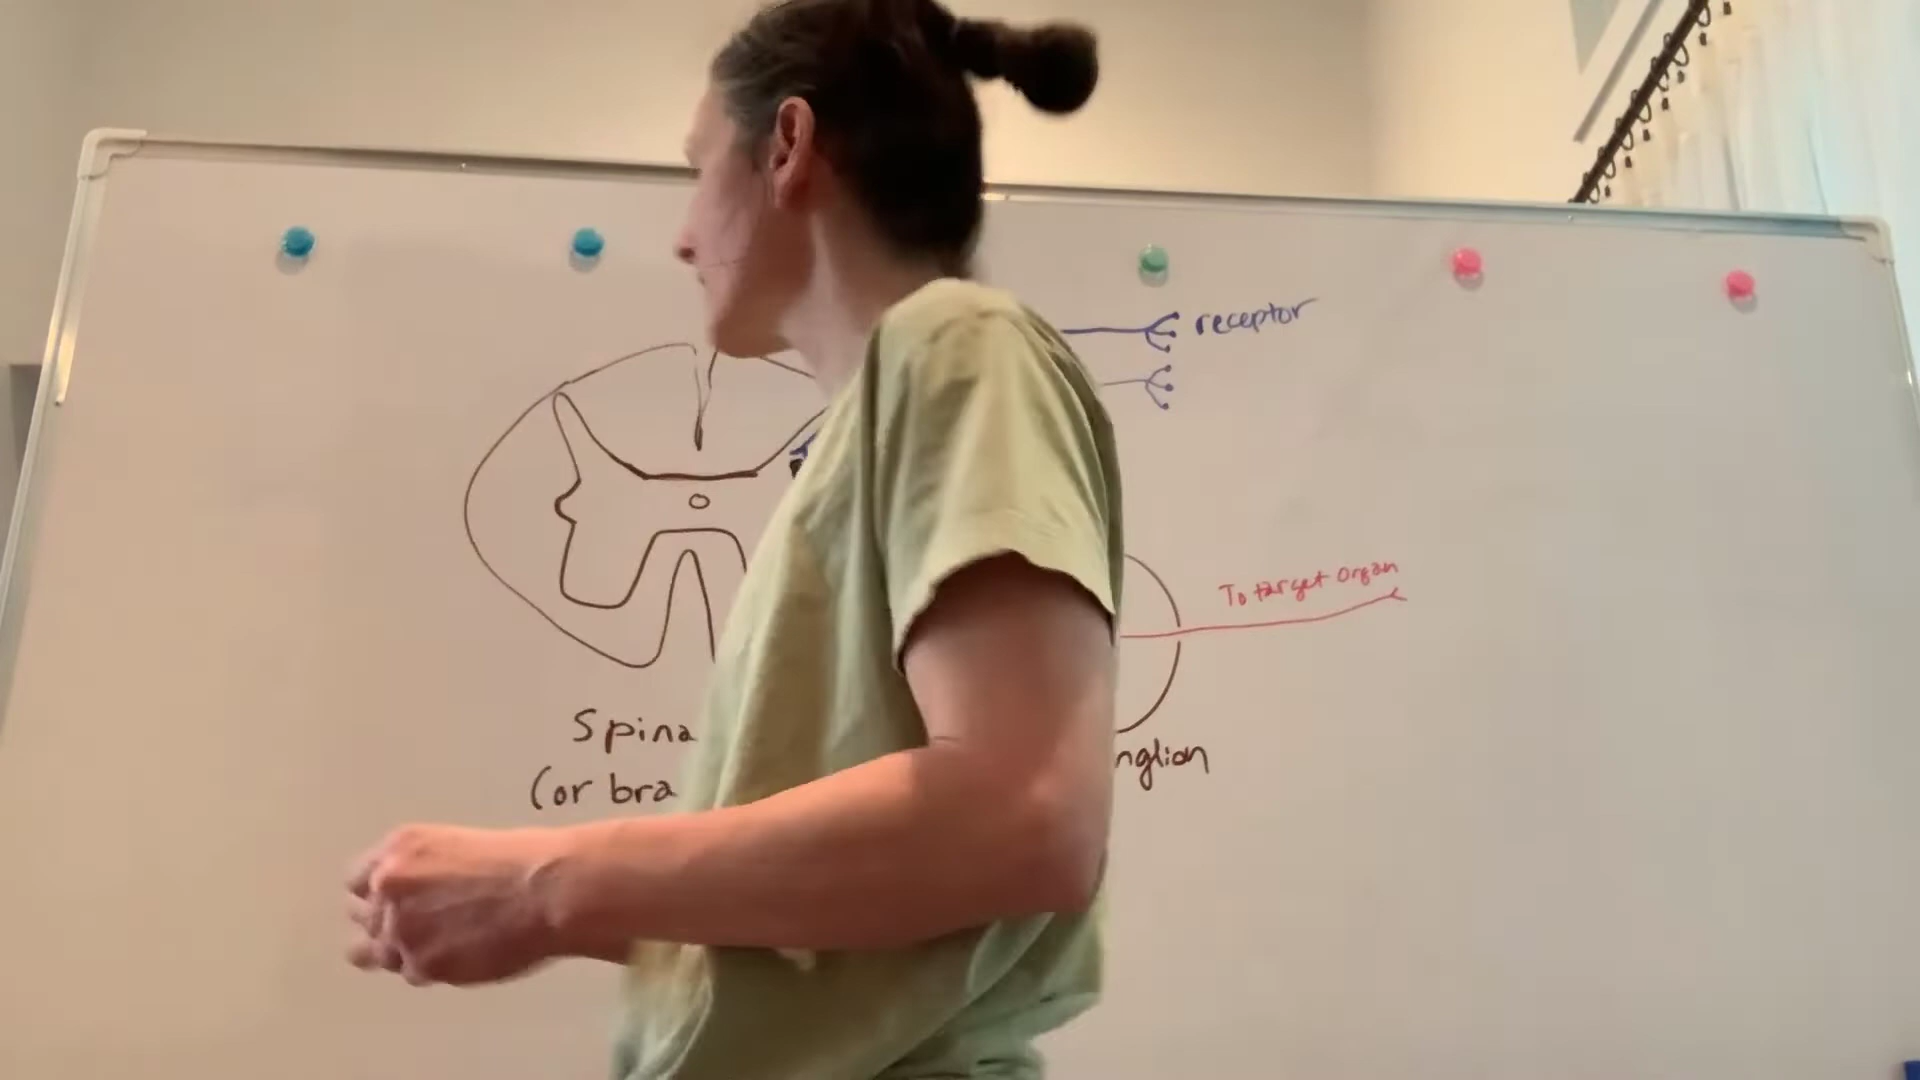 receptor
To target Organ
Spina
(or bra
nglion